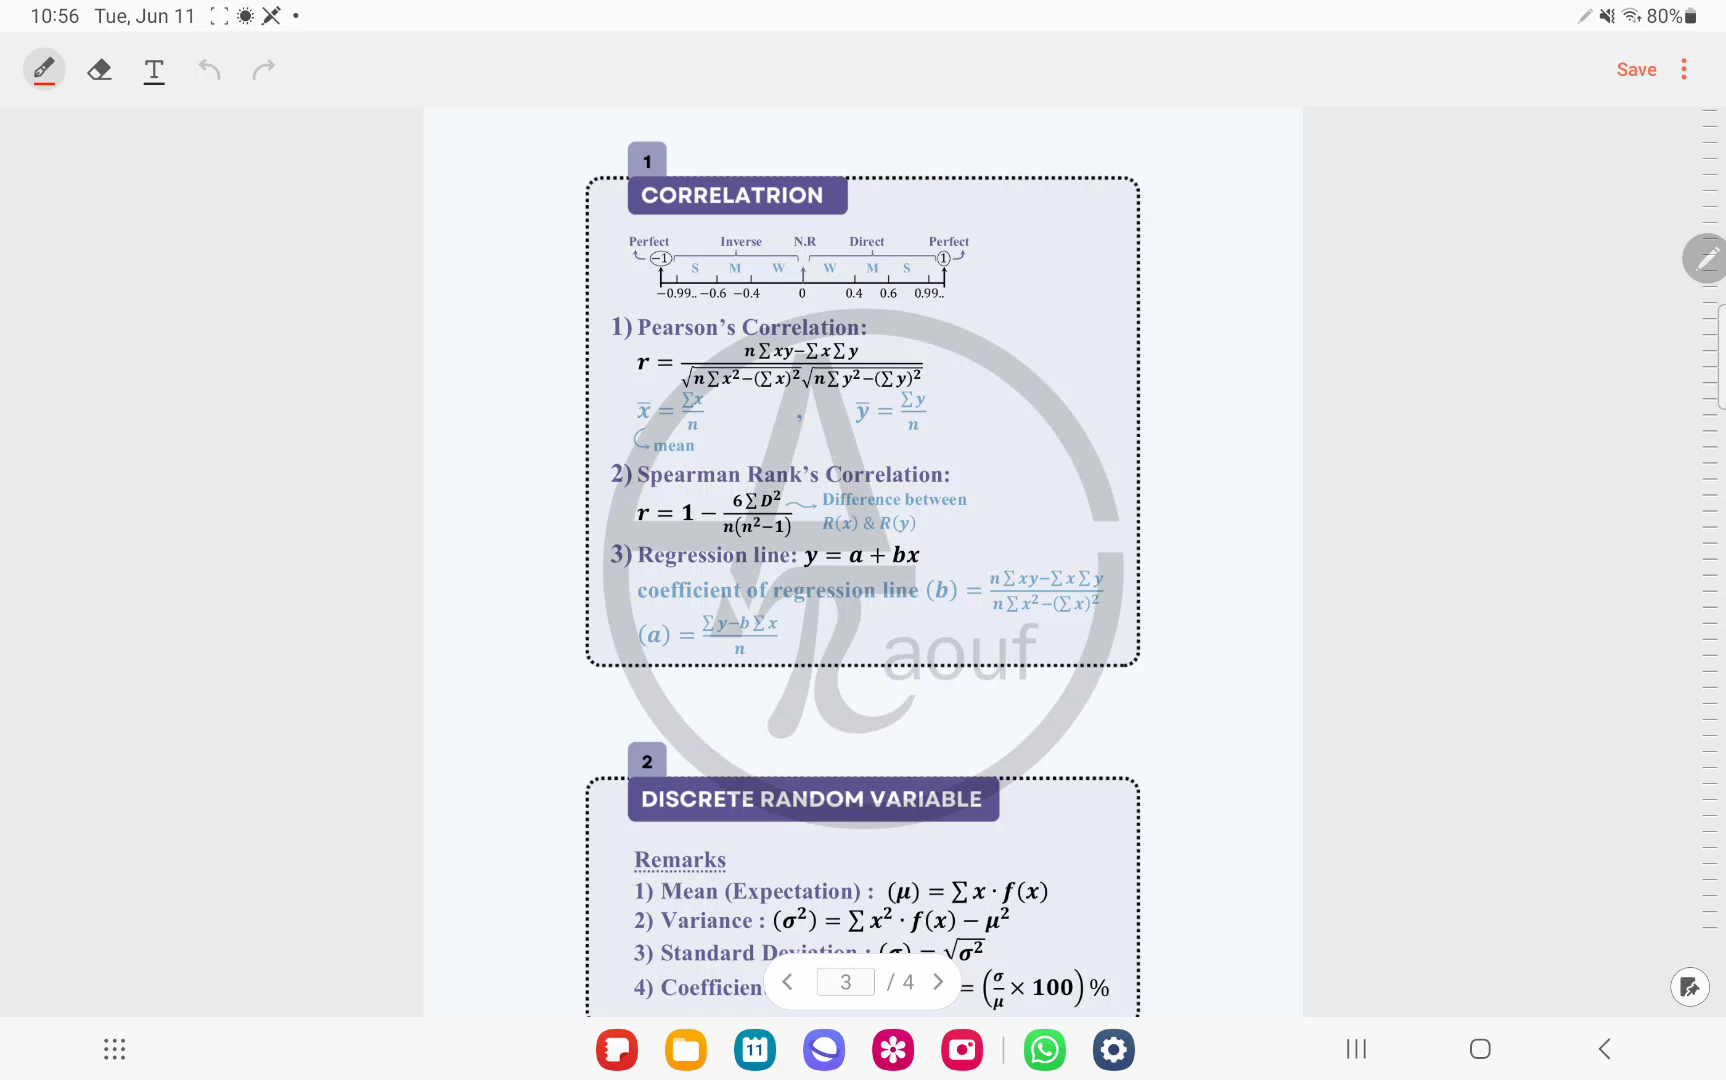 10:56 Tue, Jun 11
80%
T
Save
1
CORRELATRION
Perfect Inverse N.R Direct Perfect
−1 S M W W M S 1
−0.99.. −0.6 −0.4 0 0.4 0.6 0.99..
1) Pearson's Correlation:
r = n∑xy−∑x∑y / √n∑x²−(∑x)² √n∑y²−(∑y)²
x̅ = ∑x / n , y̅ = ∑y / n
mean
2) Spearman Rank's Correlation:
r = 1 − 6∑D² / n(n²−1) Difference between
R(x) & R(y)
3) Regression line: y = a + bx
coefficient of regression line (b) = n∑xy−∑x∑y / n∑x²−(∑x)²
(a) = ∑y−b∑x / n
aouf
2
DISCRETE RANDOM VARIABLE
Remarks
1) Mean (Expectation) : (μ) = ∑x · f(x)
2) Variance : (σ²) = ∑x² · f(x) − μ²
3) Standard Deviation : (σ) = √σ²
4) Coefficien = (σ/μ × 100) %
3 / 4
11